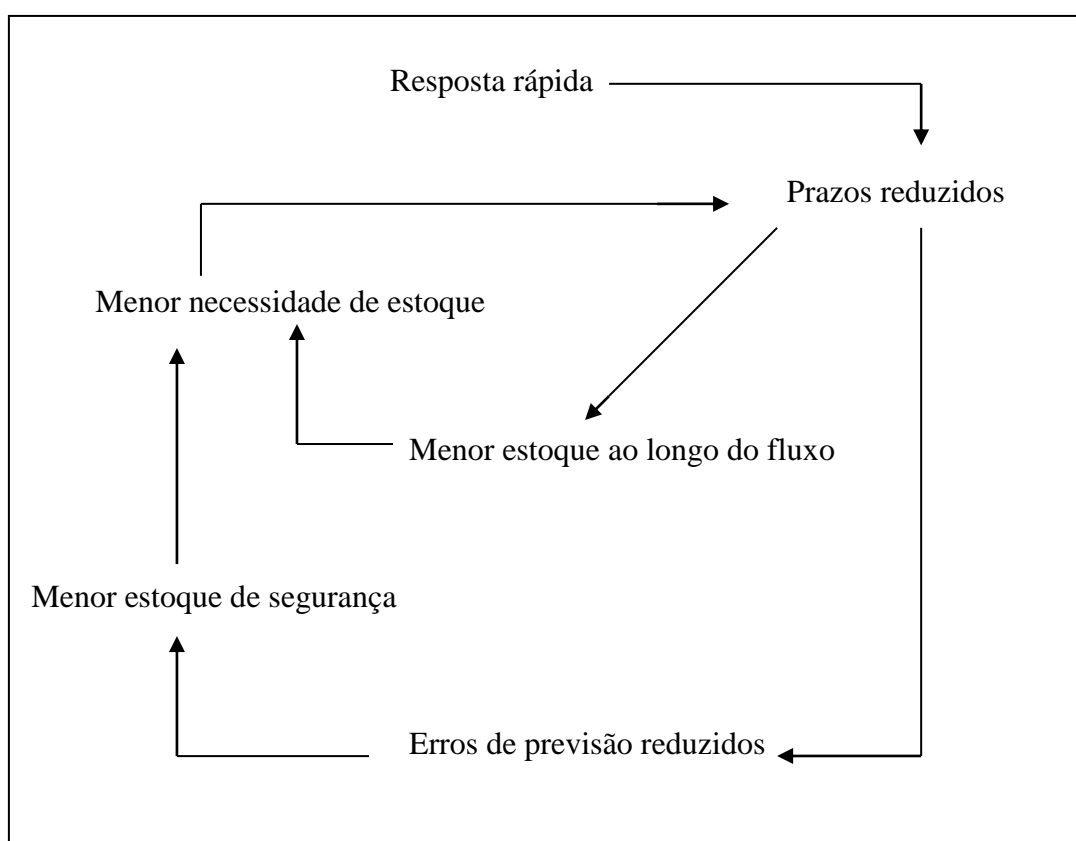 Resposta rápida
Prazos reduzidos
Menor necessidade de estoque
Menor estoque ao longo do fluxo
Menor estoque de segurança
Erros de previsão reduzidos